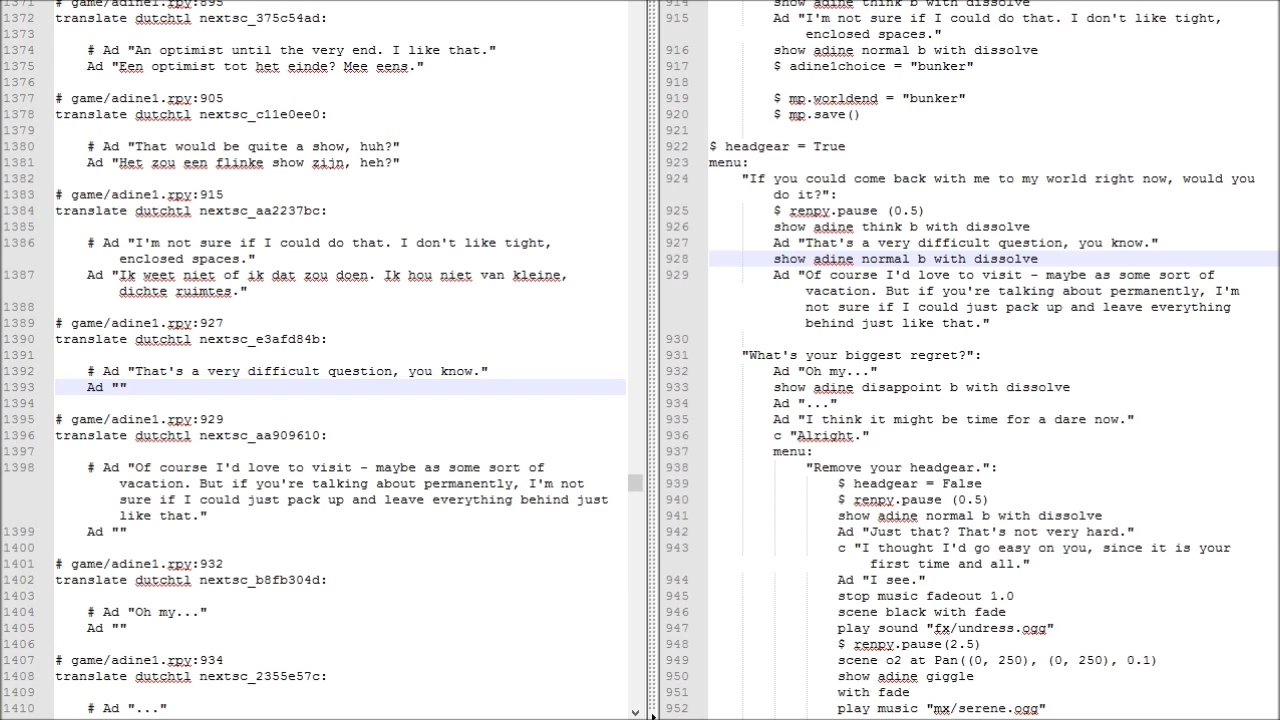 1371 # game/adine1.rpy:895
1372 translate dutchtl nextsc_375c54ad:
1373
1374 # Ad "An optimist until the very end. I like that."
1375 Ad "Een optimist tot het einde? Mee eens."
1376
1377 # game/adine1.rpy:905
1378 translate dutchtl nextsc_c11e0ee0:
1379
1380 # Ad "That would be quite a show, huh?"
1381 Ad "Het zou een flinke show zijn, heh?"
1382
1383 # game/adine1.rpy:915
1384 translate dutchtl nextsc_aa2237bc:
1385
1386 # Ad "I'm not sure if I could do that. I don't like tight,
enclosed spaces."
1387 Ad "Ik weet niet of ik dat zou doen. Ik hou niet van kleine,
dichte ruimtes."
1388
1389 # game/adine1.rpy:927
1390 translate dutchtl nextsc_e3afd84b:
1391
1392 # Ad "That's a very difficult question, you know."
1393 Ad ""
1394
1395 # game/adine1.rpy:929
1396 translate dutchtl nextsc_aa909610:
1397
1398 # Ad "Of course I'd love to visit - maybe as some sort of
vacation. But if you're talking about permanently, I'm not
sure if I could just pack up and leave everything behind just
like that."
1399 Ad ""
1400
1401 # game/adine1.rpy:932
1402 translate dutchtl nextsc_b8fb304d:
1403
1404 # Ad "Oh my..."
1405 Ad ""
1406
1407 # game/adine1.rpy:934
1408 translate dutchtl nextsc_2355e57c:
1409
1410 # Ad "..."
914 show adine think b with dissolve
915 Ad "I'm not sure if I could do that. I don't like tight,
enclosed spaces."
916 show adine normal b with dissolve
917 $ adine1choice = "bunker"
918
919 $ mp.worldend = "bunker"
920 $ mp.save()
921
922 $ headgear = True
923 menu:
924 "If you could come back with me to my world right now, would you
do it?":
925 $ renpy.pause (0.5)
926 show adine think b with dissolve
927 Ad "That's a very difficult question, you know."
928 show adine normal b with dissolve
929 Ad "Of course I'd love to visit - maybe as some sort of
vacation. But if you're talking about permanently, I'm
not sure if I could just pack up and leave everything
behind just like that."
930
931 "What's your biggest regret?":
932 Ad "Oh my..."
933 show adine disappoint b with dissolve
934 Ad "..."
935 Ad "I think it might be time for a dare now."
936 c "Alright."
937 menu:
938 "Remove your headgear.":
939 $ headgear = False
940 $ renpy.pause (0.5)
941 show adine normal b with dissolve
942 Ad "Just that? That's not very hard."
943 c "I thought I'd go easy on you, since it is your
first time and all."
944 Ad "I see."
945 stop music fadeout 1.0
946 scene black with fade
947 play sound "fx/undress.ogg"
948 $ renpy.pause(2.5)
949 scene o2 at Pan((0, 250), (0, 250), 0.1)
950 show adine giggle
951 with fade
952 play music "mx/serene.ogg"